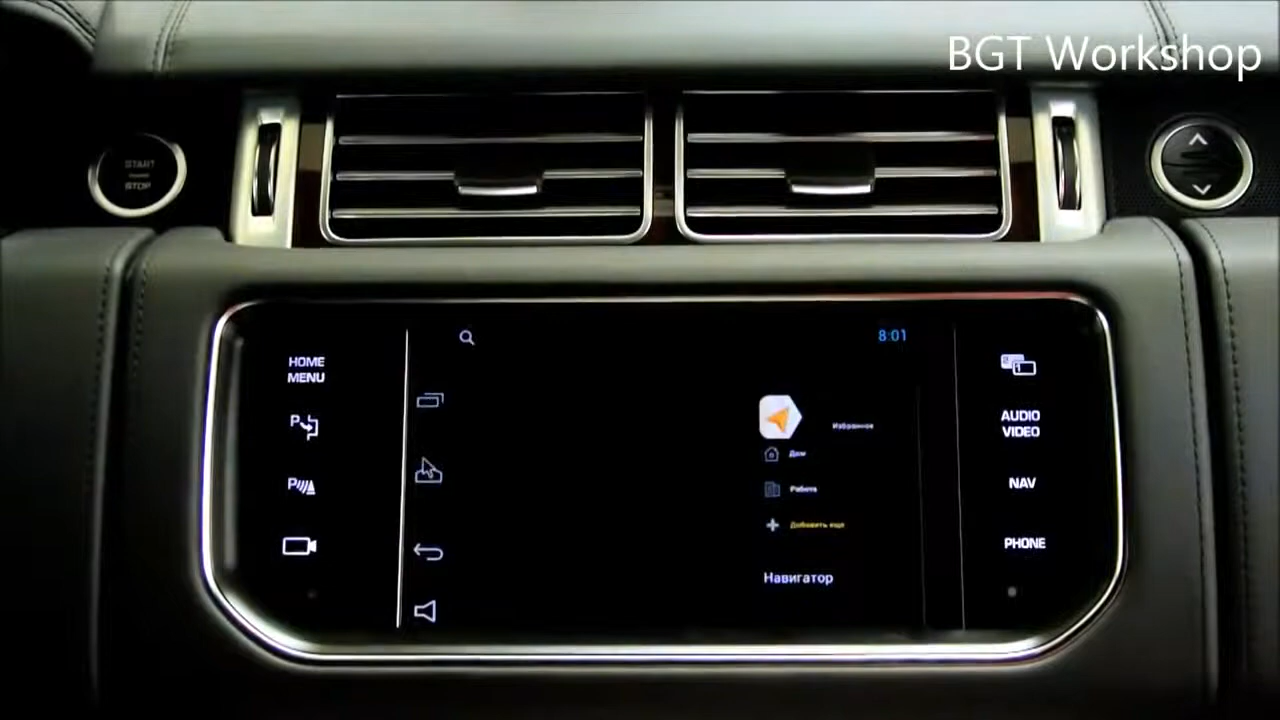 BGT Workshop
START
STOP
HOME
MENU
8:01
AUDIO
VIDEO
Избранное
Дом
Работа
Добавить еще
NAV
PHONE
Навигатор